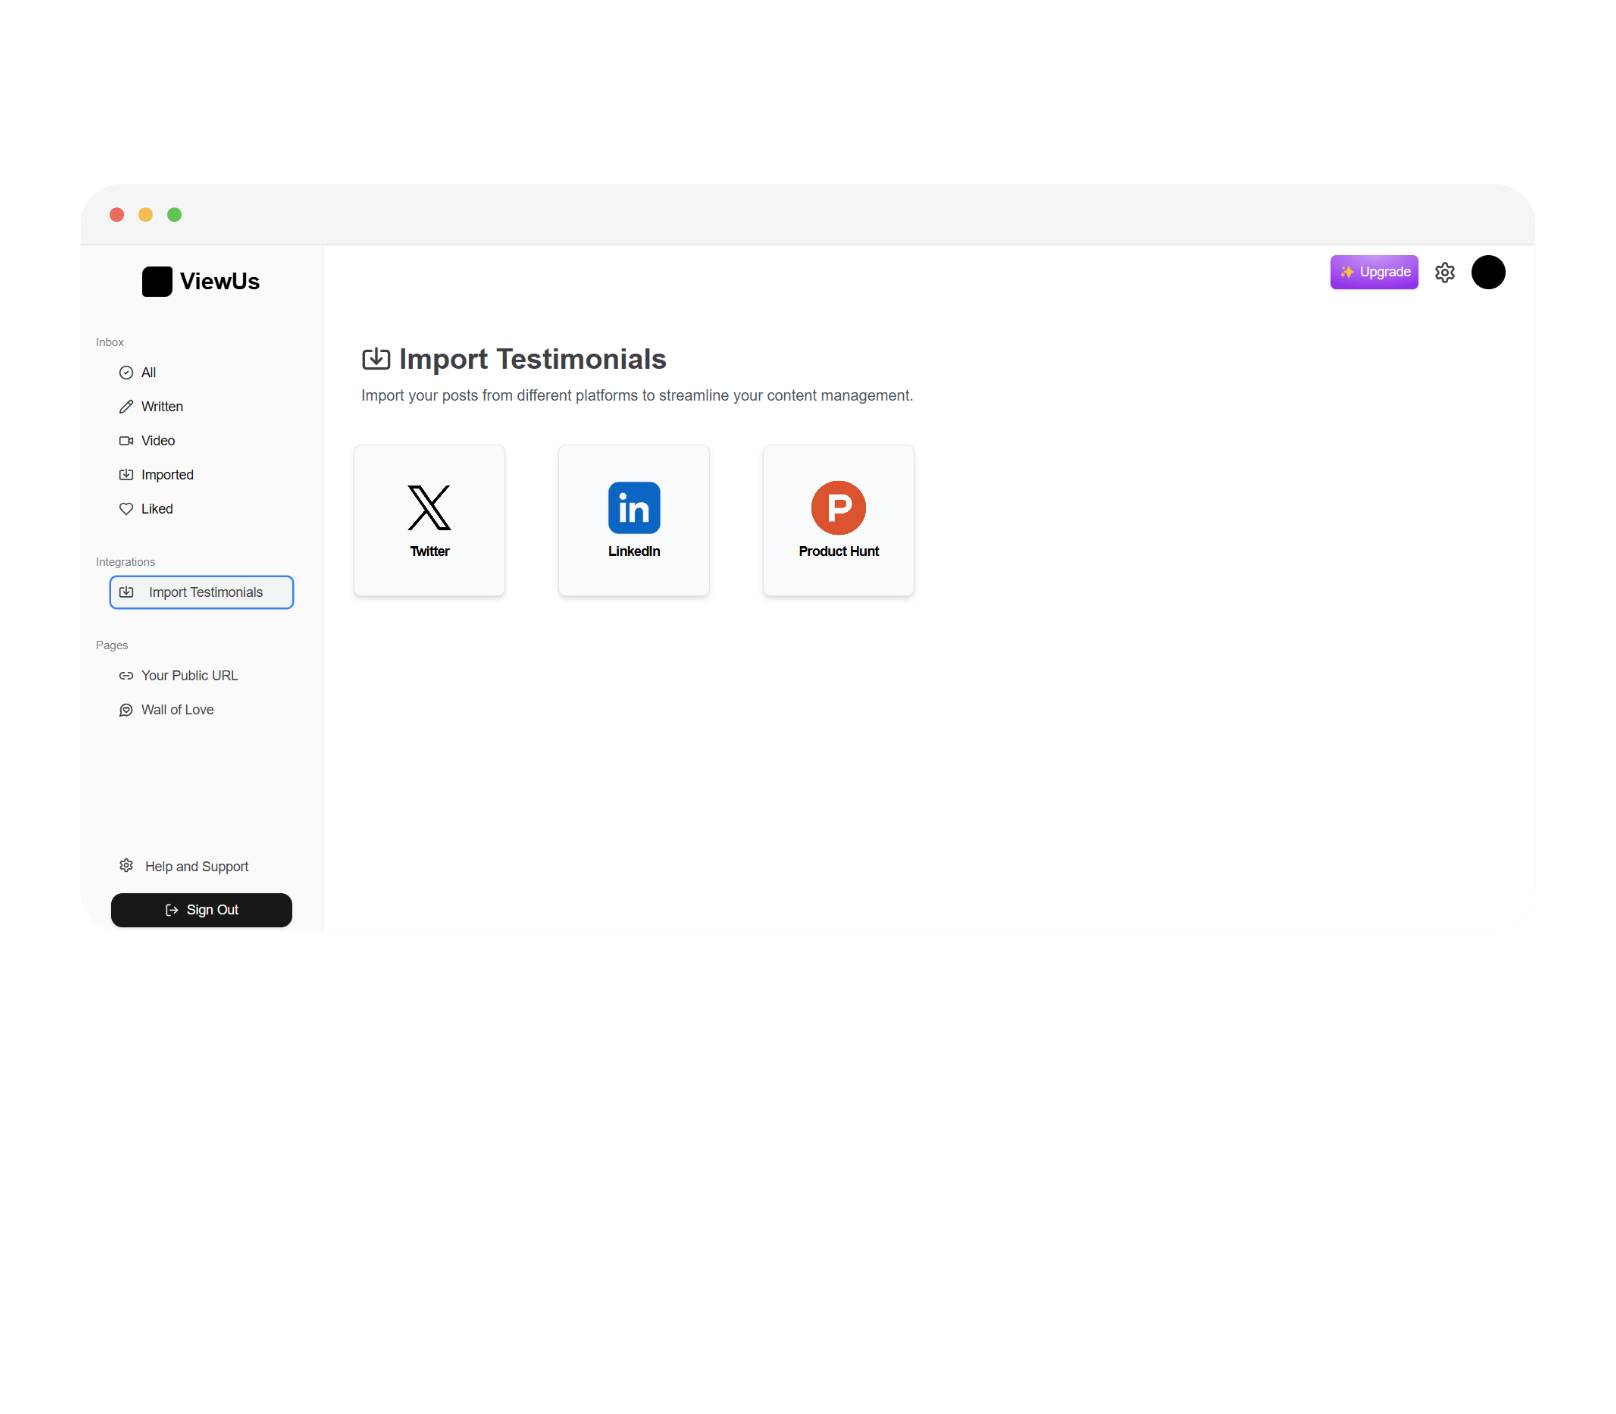 ViewUs
✨ Upgrade
Inbox
All
Written
Video
Imported
Liked
Integrations
Import Testimonials
Pages
Your Public URL
Wall of Love
Help and Support
Sign Out
Import Testimonials
Import your posts from different platforms to streamline your content management.
Twitter
LinkedIn
Product Hunt